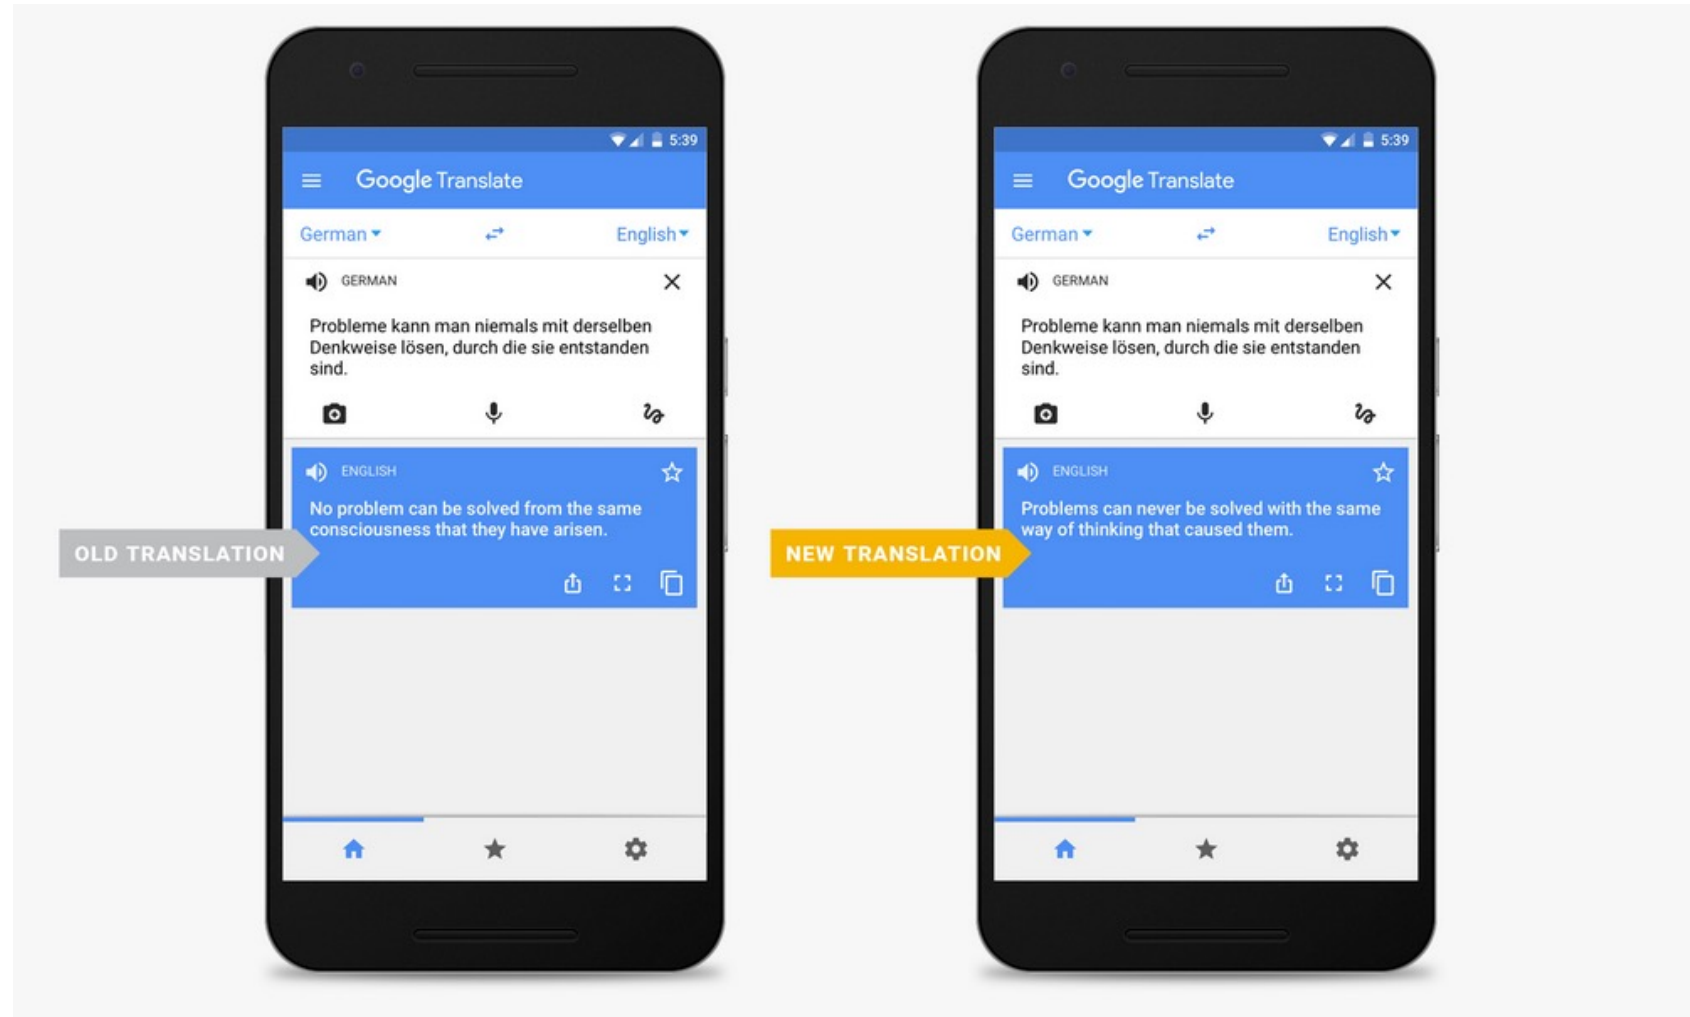 5:39
Google Translate
German English
GERMAN
Probleme kann man niemals mit derselben
Denkweise lösen, durch die sie entstanden
sind.
ENGLISH
No problem can be solved from the same
consciousness that they have arisen.
OLD TRANSLATION
5:39
Google Translate
German English
GERMAN
Probleme kann man niemals mit derselben
Denkweise lösen, durch die sie entstanden
sind.
ENGLISH
Problems can never be solved with the same
way of thinking that caused them.
NEW TRANSLATION